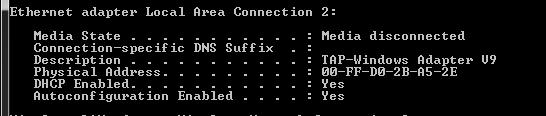 Ethernet adapter Local Area Connection 2:
Media State . . . . . . . . . . . : Media disconnected
Connection-specific DNS Suffix  . :
Description . . . . . . . . . . . : TAP-Windows Adapter V9
Physical Address. . . . . . . . . : 00-FF-D0-2B-A5-2E
DHCP Enabled. . . . . . . . . . . : Yes
Autoconfiguration Enabled . . . . : Yes